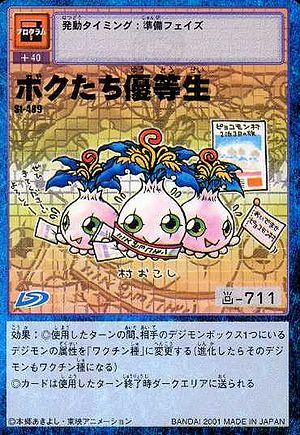 プログラム
発動タイミング：準備フェイズ
+40
ボクたち優等生
St-489
ピョコモン村
村おこし
-711
効果：◎使用したターンの間、相手のデジモンボックス1つにいる
デジモンの属性を「ワクチン種」に変更する（進化したらそのデ
ジモンもワクチン種になる）
◎カードは使用したターン終了時ダークエリアに送られる
©本郷あきよし・東映アニメーション
BANDAI 2001 MADE IN JAPAN